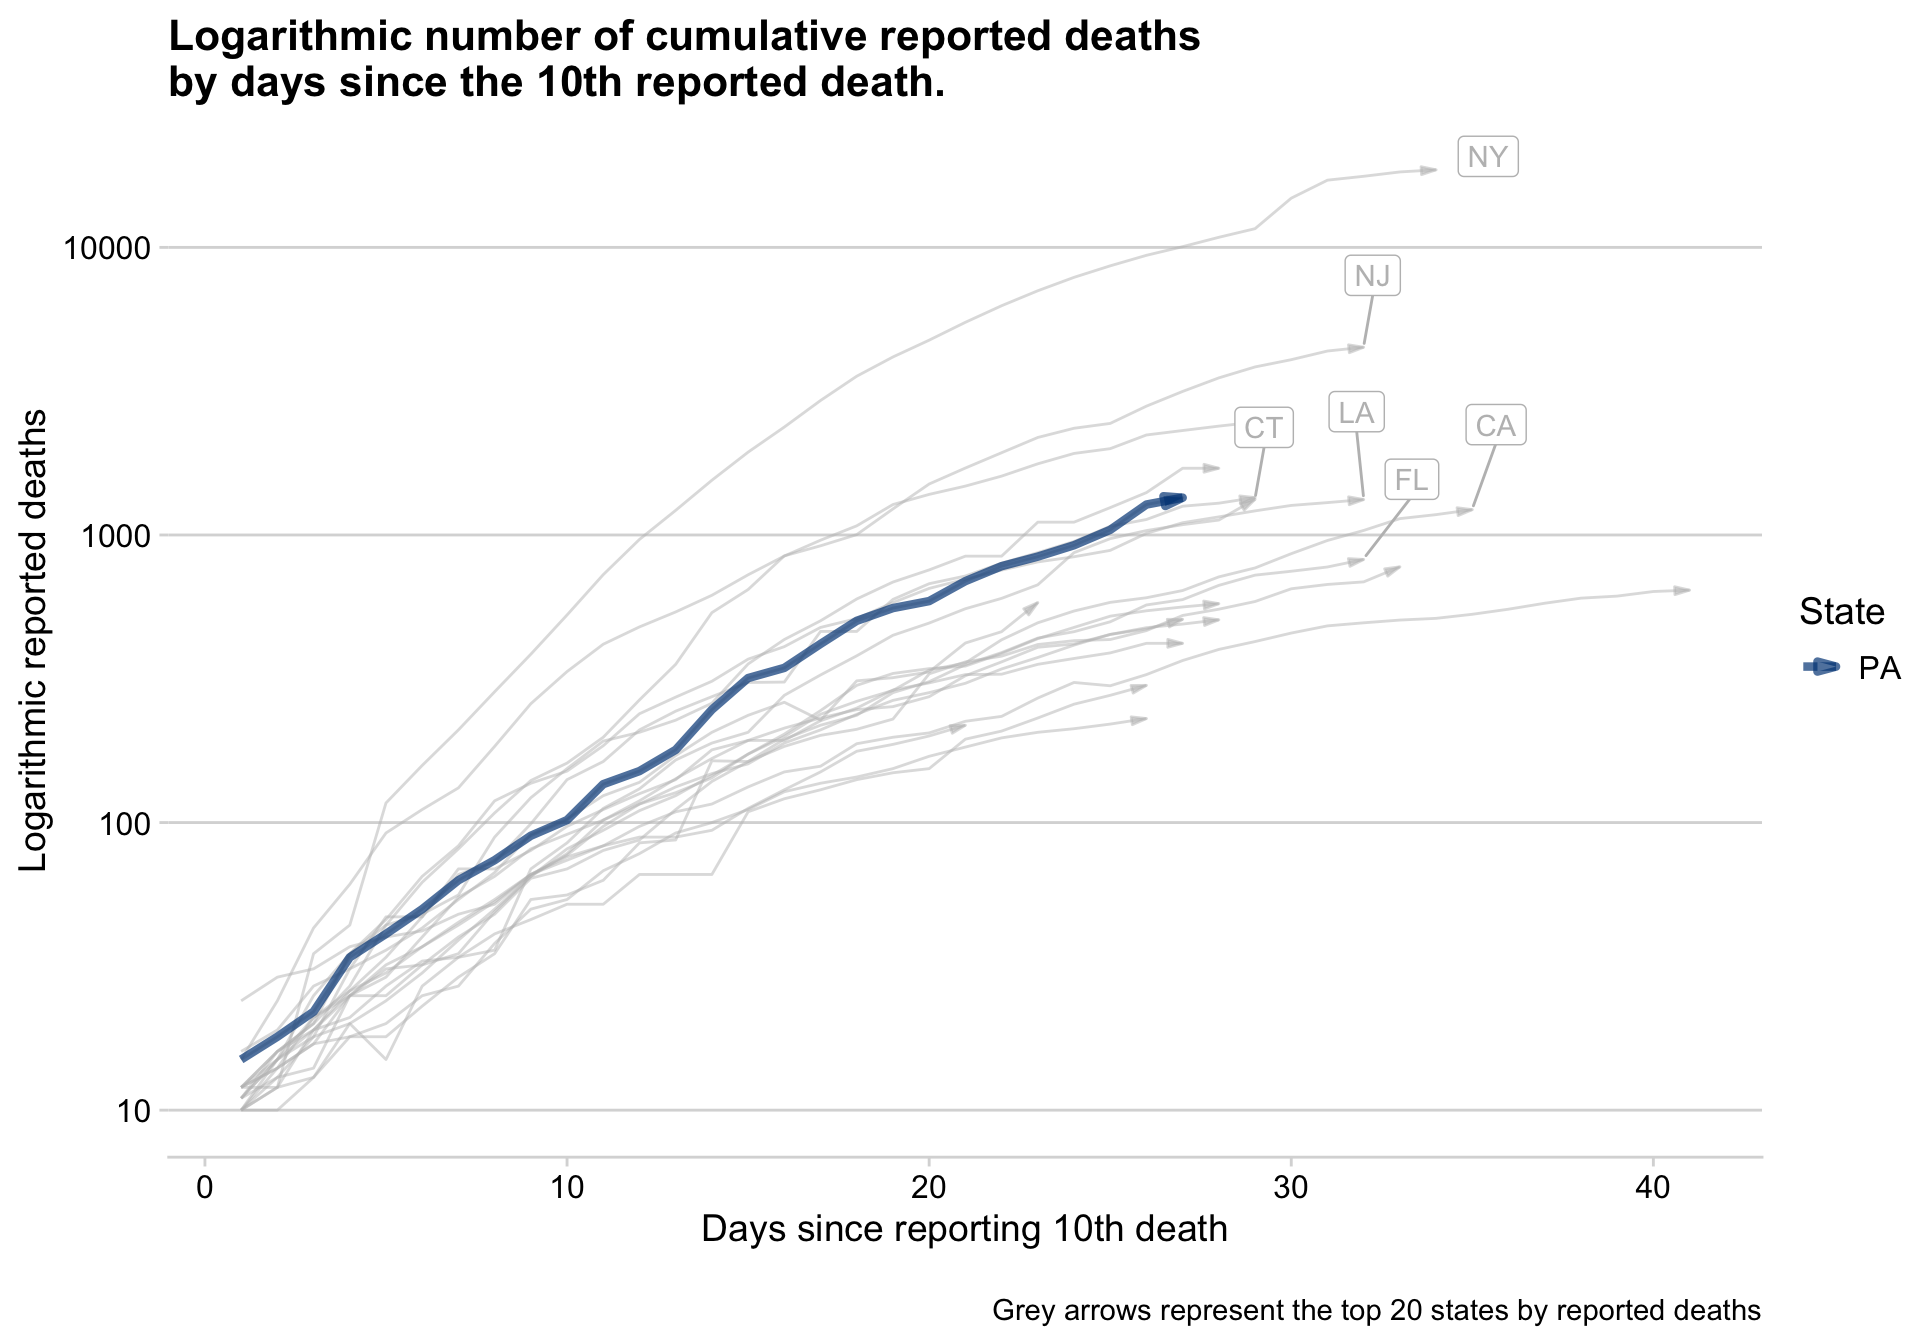 Logarithmic number of cumulative reported deaths
by days since the 10th reported death.
NY
10000
NJ
LA
CA
CT
FL
1000
Logarithmic reported deaths
State
PA
100
10
0 10 20 30 40
Days since reporting 10th death
Grey arrows represent the top 20 states by reported deaths